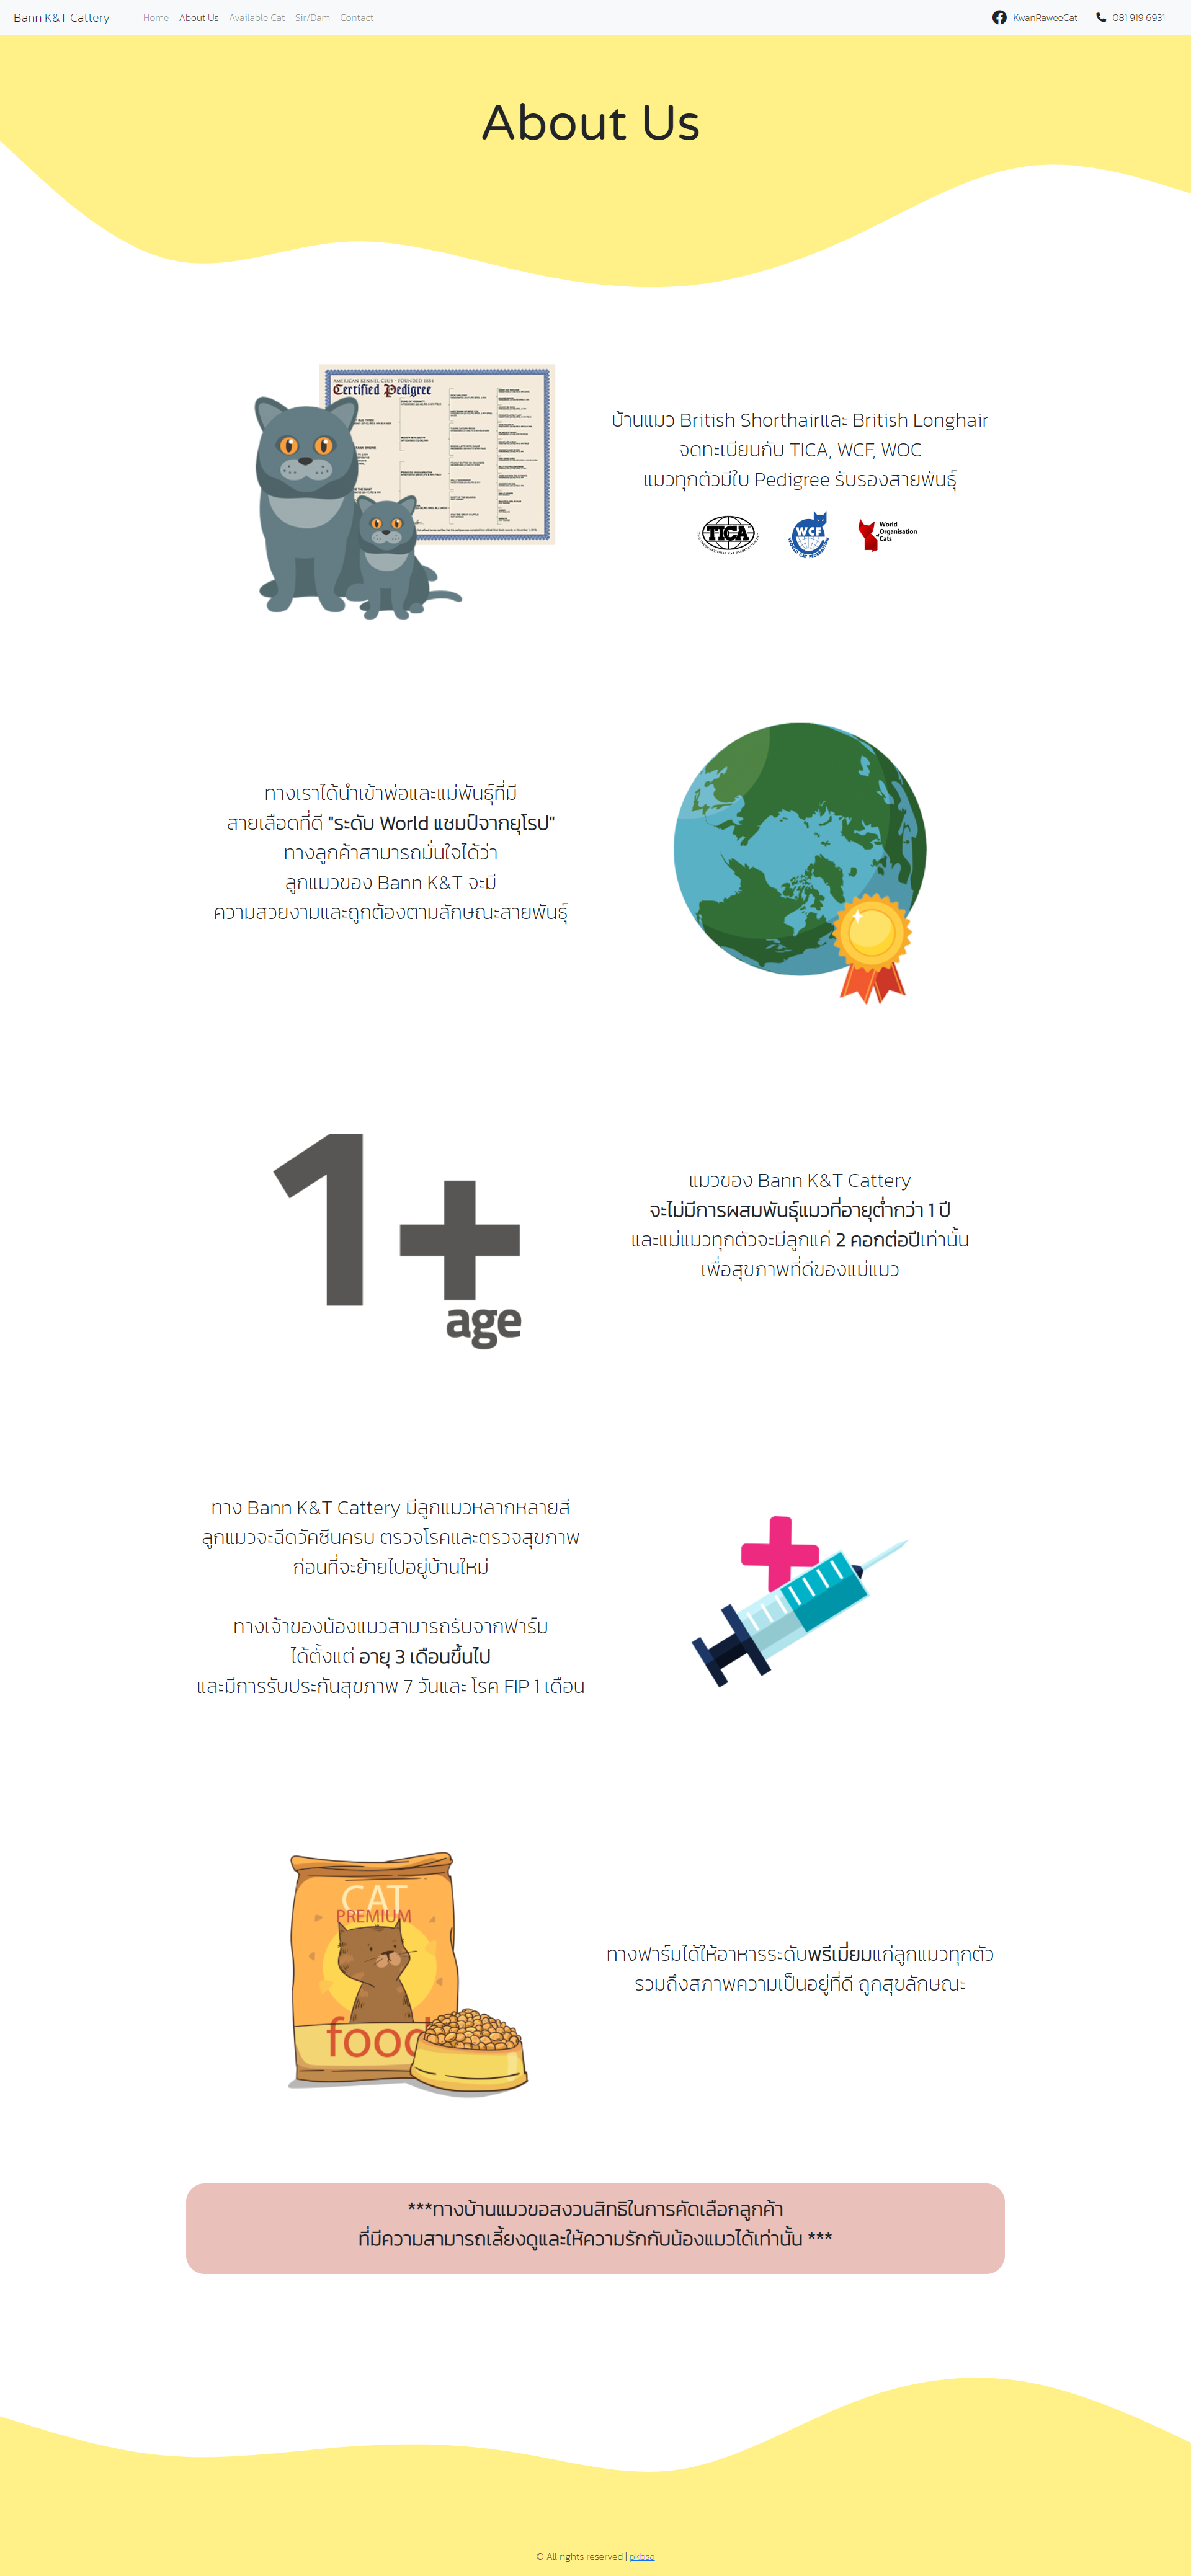 Bann K&T Cattery Home About Us Available Cat Sir/Dam Contact KwanRaweeCat 081 919 6931
About Us
AMERICAN KENNEL CLUB · FOUNDED 1884
Certified Pedigree
บ้านแมว British Shorthairและ British Longhair
จดทะเบียนกับ TICA, WCF, WOC
แมวทุกตัวมีใบ Pedigree รับรองสายพันธุ์
TICA
WCF
WORLD CAT FEDERATION
World
Organisation
of Cats
ทางเราได้นำเข้าพ่อและแม่พันธุ์ที่มี
สายเลือดที่ดี "ระดับ World แชมป์จากยุโรป"
ทางลูกค้าสามารถมั่นใจได้ว่า
ลูกแมวของ Bann K&T จะมี
ความสวยงามและถูกต้องตามลักษณะสายพันธุ์
1+
age
แมวของ Bann K&T Cattery
จะไม่มีการผสมพันธุ์แมวที่อายุต่ำกว่า 1 ปี
และแม่แมวทุกตัวจะมีลูกแค่ 2 คอกต่อปีเท่านั้น
เพื่อสุขภาพที่ดีของแม่แมว
ทาง Bann K&T Cattery มีลูกแมวหลากหลายสี
ลูกแมวจะฉีดวัคซีนครบ ตรวจโรคและตรวจสุขภาพ
ก่อนที่จะย้ายไปอยู่บ้านใหม่
ทางเจ้าของน้องแมวสามารถรับจากฟาร์ม
ได้ตั้งแต่ อายุ 3 เดือนขึ้นไป
และมีการรับประกันสุขภาพ 7 วันและ โรค FIP 1 เดือน
CAT
PREMIUM
food
ทางฟาร์มได้ให้อาหารระดับพรีเมี่ยมแก่ลูกแมวทุกตัว
รวมถึงสภาพความเป็นอยู่ที่ดี ถูกสุขลักษณะ
***ทางบ้านแมวขอสงวนสิทธิในการคัดเลือกลูกค้า
ที่มีความสามารถเลี้ยงดูและให้ความรักกับน้องแมวได้เท่านั้น ***
© All rights reserved | pkbsa